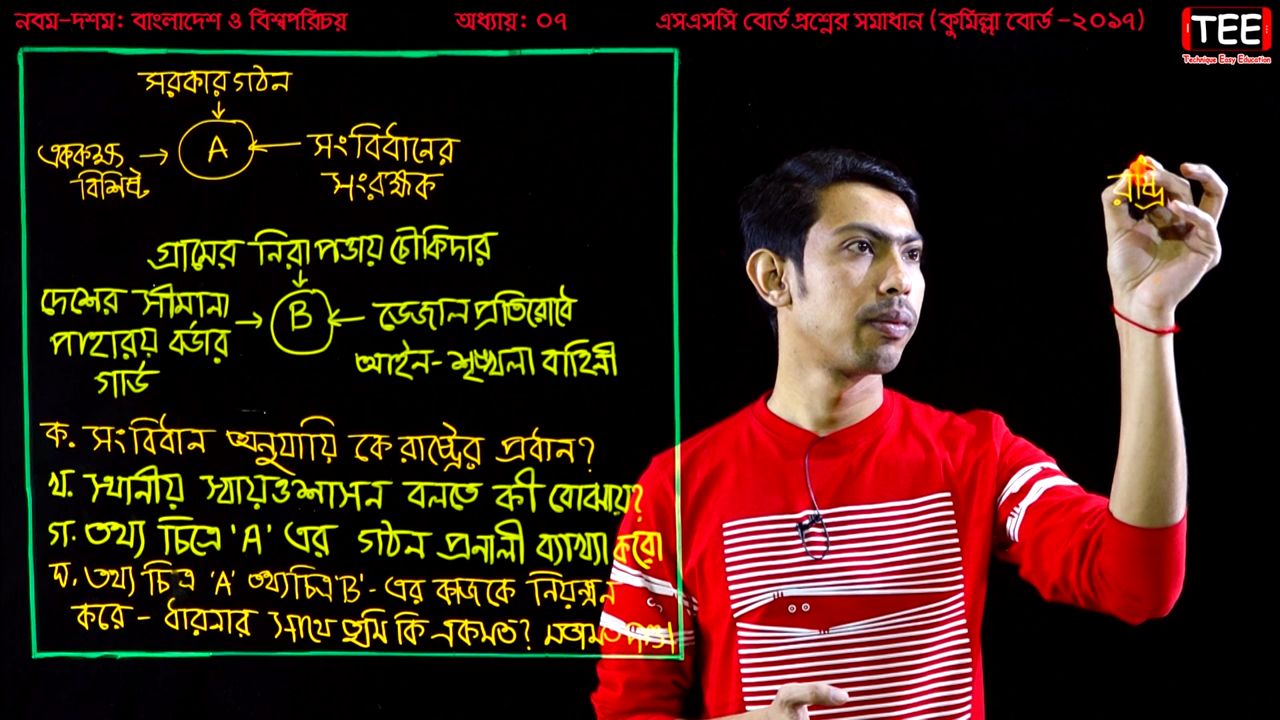 নবম-দশম: বাংলাদেশ ও বিশ্বপরিচয় অধ্যায়: ০৭ এসএসসি বোর্ড প্রশ্নের সমাধান (কুমিল্লা বোর্ড -২০১৭)
TEE
Technique Easy Education
সরকার গঠন
এককক্ষ বিশিষ্ট
A
সংবিধানের
সংরক্ষক
গ্রামের নিরাপত্তায় চৌকিদার
দেশের সীমানা
পাহারয় বর্ডার
গার্ড
B
ভেজাল প্রতিরোধে
আইন-শৃঙ্খলা বাহিনী
ক. সংবিধান অনুযায়ি কে রাষ্ট্রের প্রধান?
খ. স্থানীয় স্বায়ত্তশাসন বলতে কী বোঝায়?
গ. তথ্য চিত্রে 'A' এর গঠন প্রনালী ব্যাখ্যা করো
ঘ. তথ্য চিত্র 'A' তথ্যচিত্র 'B'- এর কাজকে নিয়ন্ত্রন
করে - ধারনার সাথে তুমি কি একমত? মতামত দাও।
রাষ্ট্র